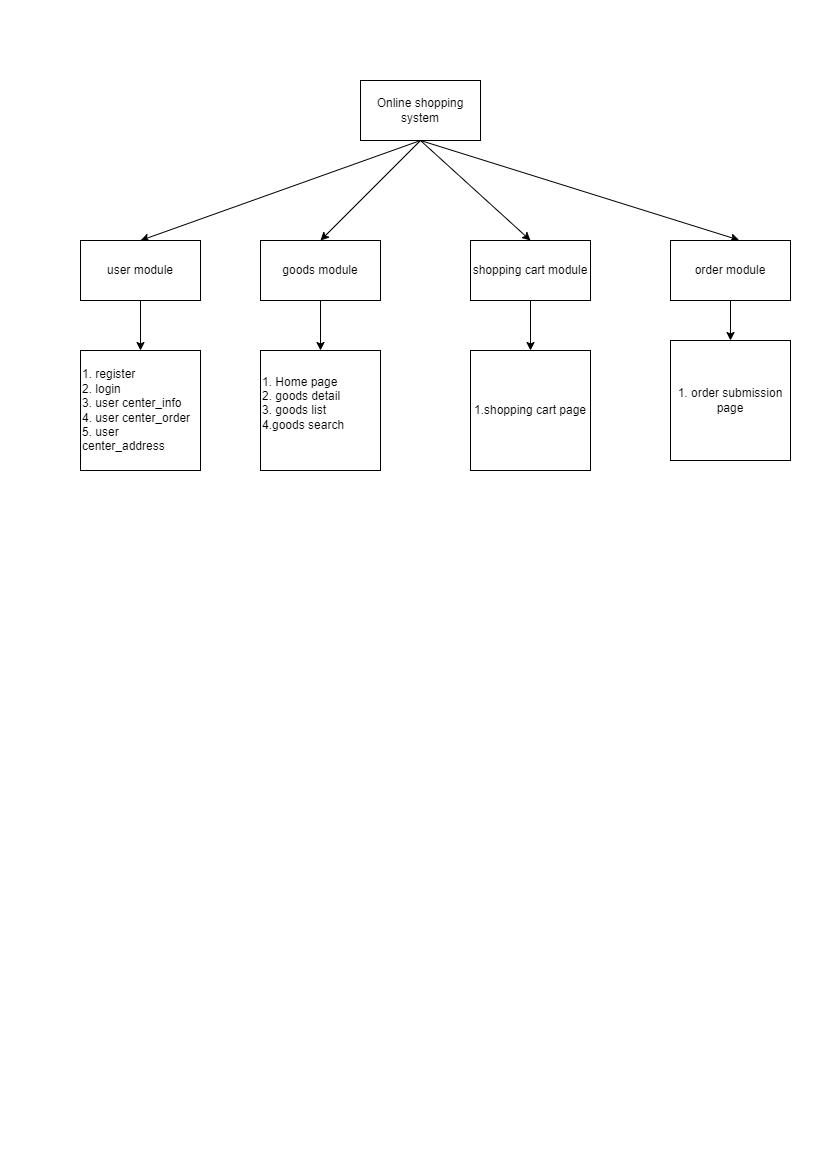 Online shopping
system
user module
goods module
shopping cart module
order module
1. register
2. login
3. user center_info
4. user center_order
5. user
center_address
1. Home page
2. goods detail
3. goods list
4.goods search
1.shopping cart page
1. order submission
page